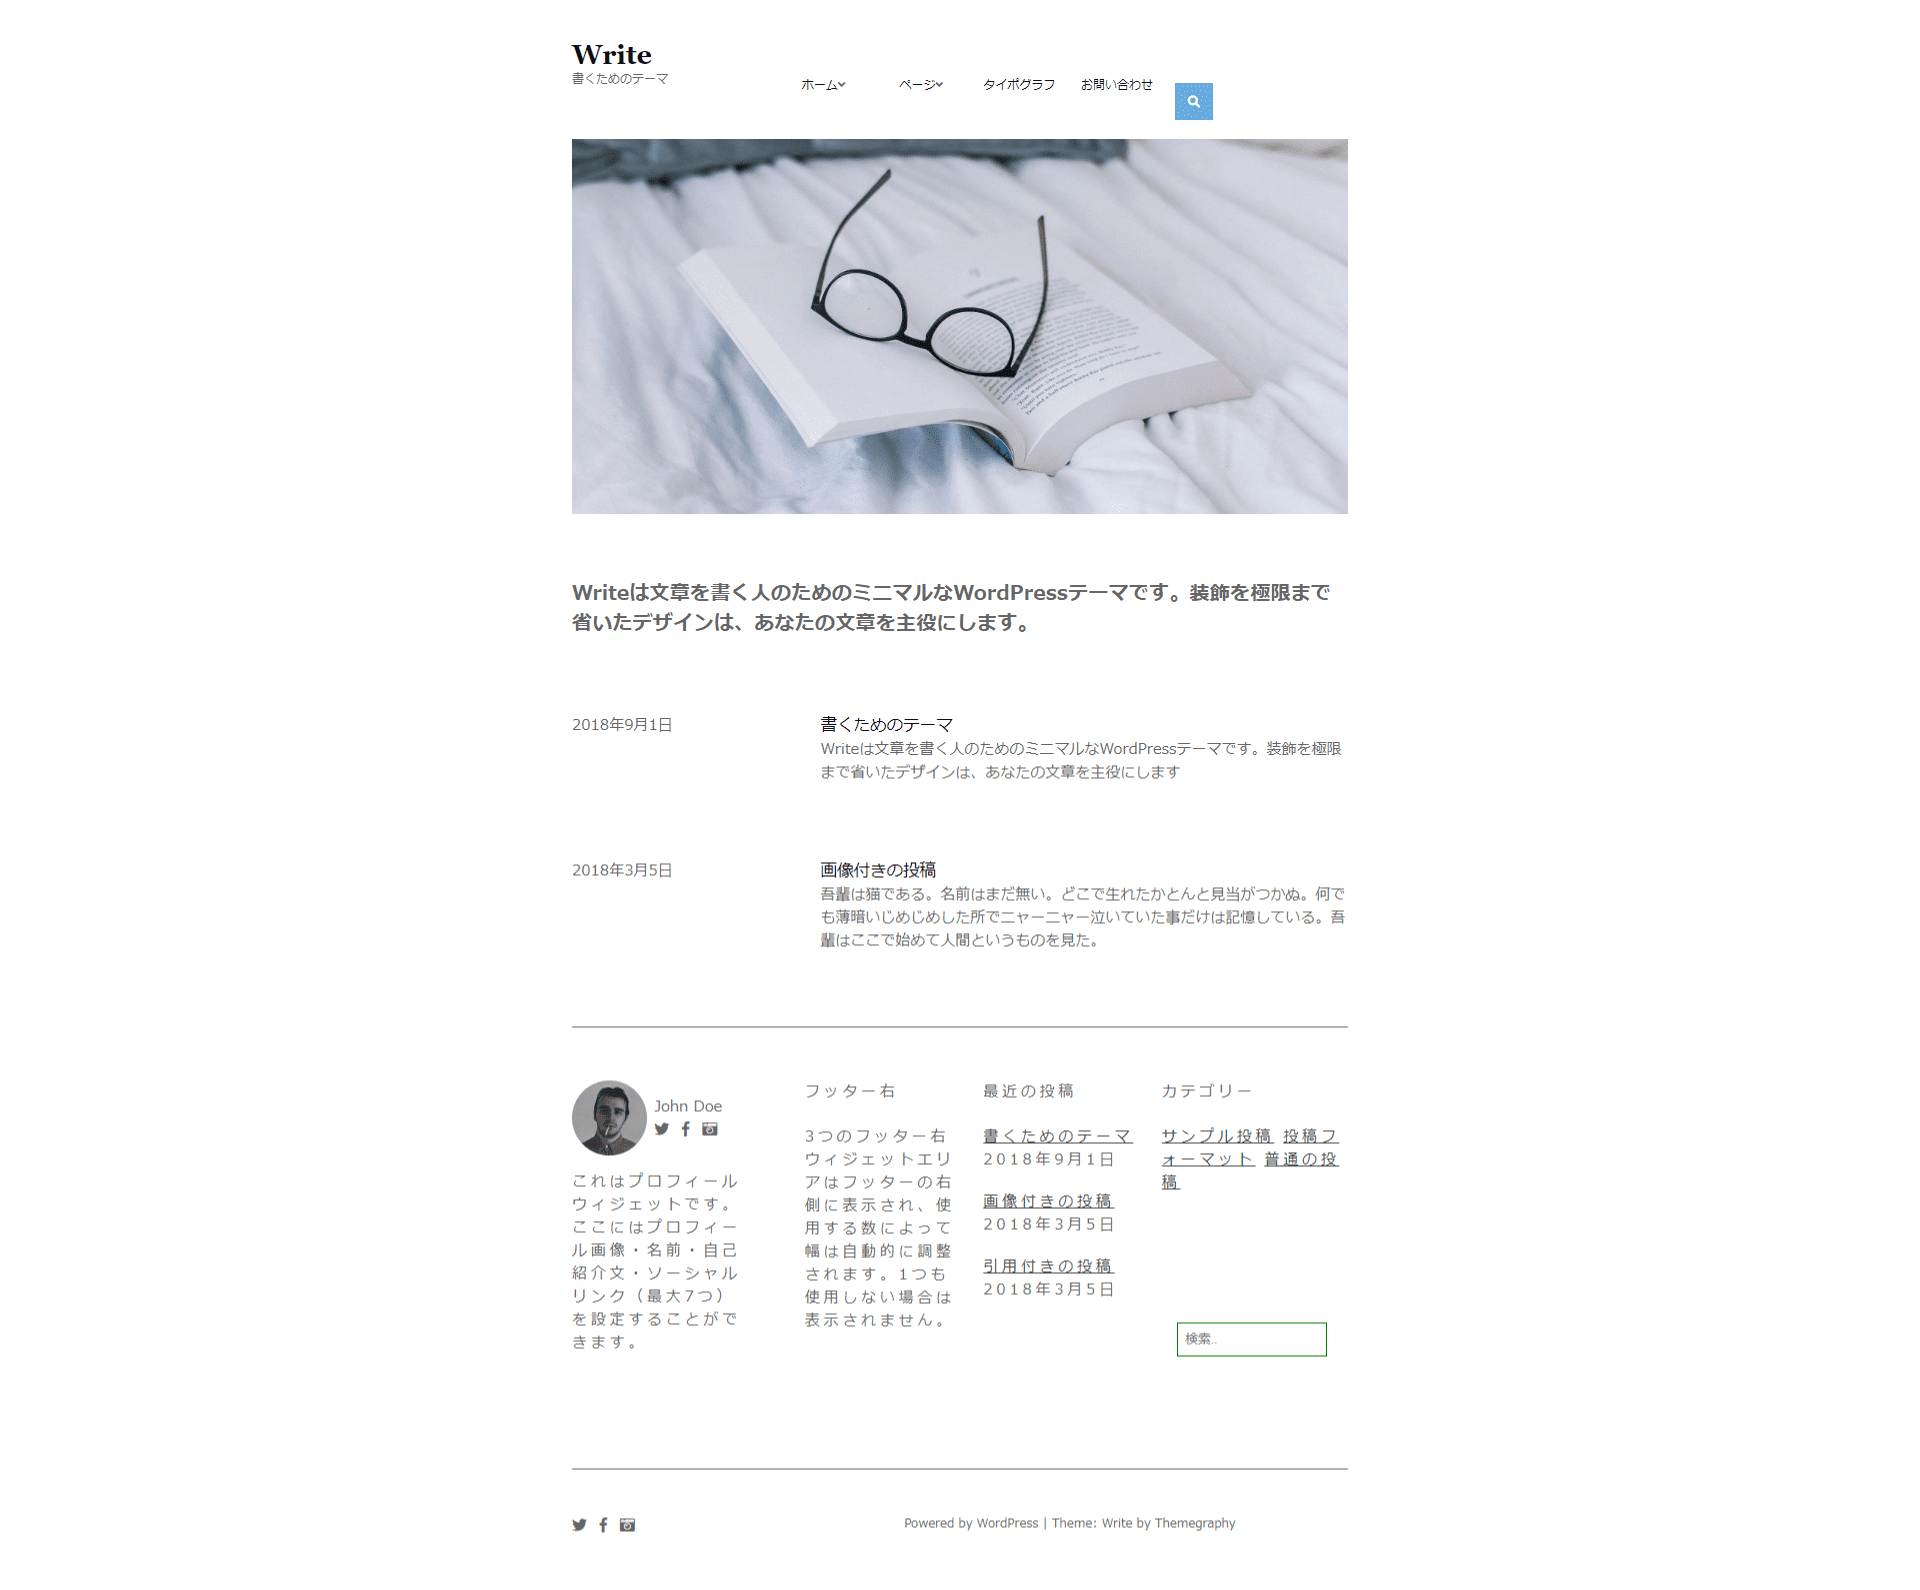 Write
書くためのテーマ
ホーム ページ タイポグラフ お問い合わせ
Writeは文章を書く人のためのミニマルなWordPressテーマです。装飾を極限まで
省いたデザインは、あなたの文章を主役にします。
2018年9月1日
書くためのテーマ
Writeは文章を書く人のためのミニマルなWordPressテーマです。装飾を極限
まで省いたデザインは、あなたの文章を主役にします
2018年3月5日
画像付きの投稿
吾輩は猫である。名前はまだ無い。どこで生れたかとんと見当がつかぬ。何で
も薄暗いじめじめした所でニャーニャー泣いていた事だけは記憶している。吾
輩はここで始めて人間というものを見た。
John Doe
これはプロフィール
ウィジェットです。
ここにはプロフィー
ル画像・名前・自己
紹介文・ソーシャル
リンク（最大7つ）
を設定することがで
きます。
フッター右
3つのフッター右
ウィジェットエリ
アはフッターの右
側に表示され、使
用する数によって
幅は自動的に調整
されます。1つも
使用しない場合は
表示されません。
最近の投稿
書くためのテーマ
2018年9月1日
画像付きの投稿
2018年3月5日
引用付きの投稿
2018年3月5日
カテゴリー
サンプル投稿 投稿フ
ォーマット 普通の投
稿
検索..
Powered by WordPress | Theme: Write by Themegraphy